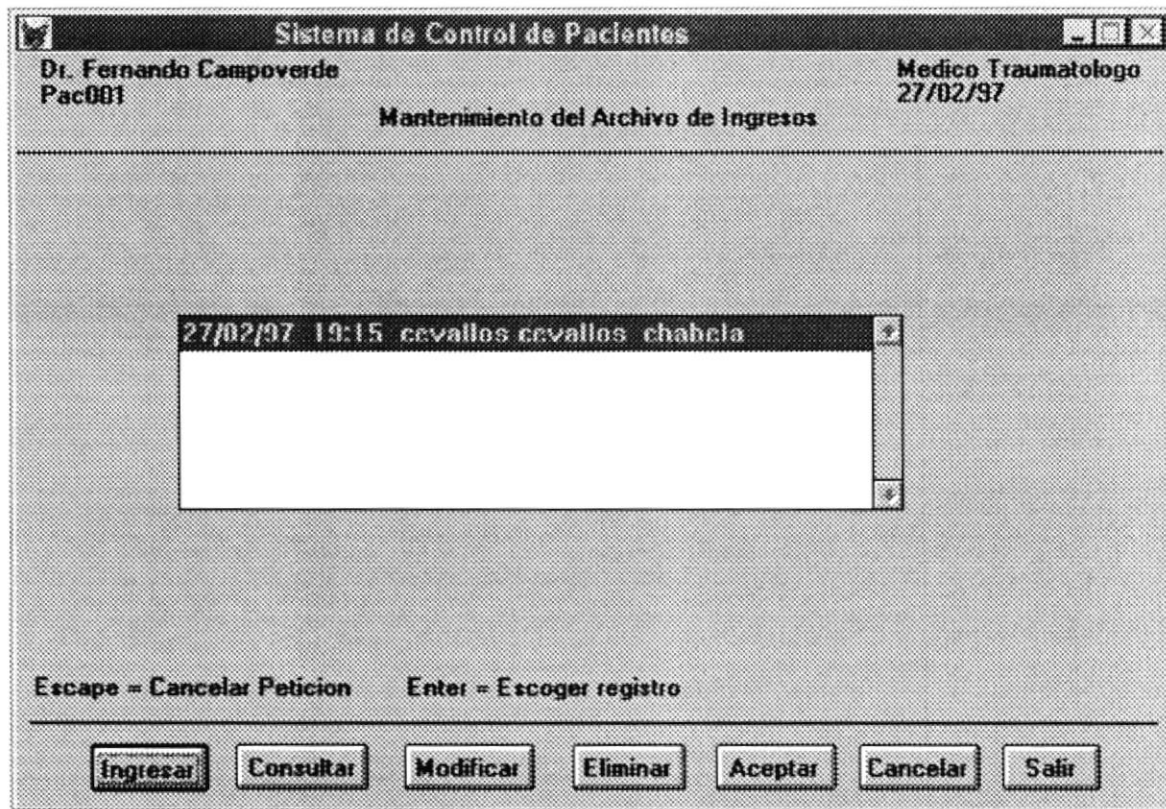 Sistema de Control de Pacientes
Dr. Fernando Campoverde
Medico Traumatologo
Pac001
27/02/97
Mantenimiento del Archivo de Ingresos
27/02/97 19:15 cevallos cevallos chabela
Escape = Cancelar Peticion Enter = Escoger registro
Ingresar Consultar Modificar Eliminar Aceptar Cancelar Salir